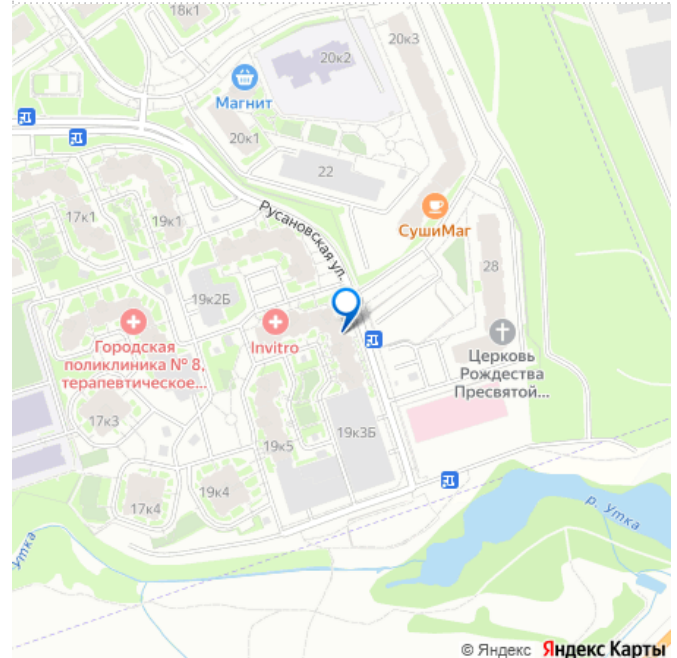 18к1
20к3
20к2
Магнит
20к1
22
17к1
19к1
Русановская ул.
СушиМаг
28
19к2Б
Городская
поликлиника № 8,
терапевтическое...
Invitro
Церковь
Рождества
Пресвятой...
17к3
19к5
19к3Б
19к4
17к4
р. Утка
Утка
© Яндекс Яндекс Карты